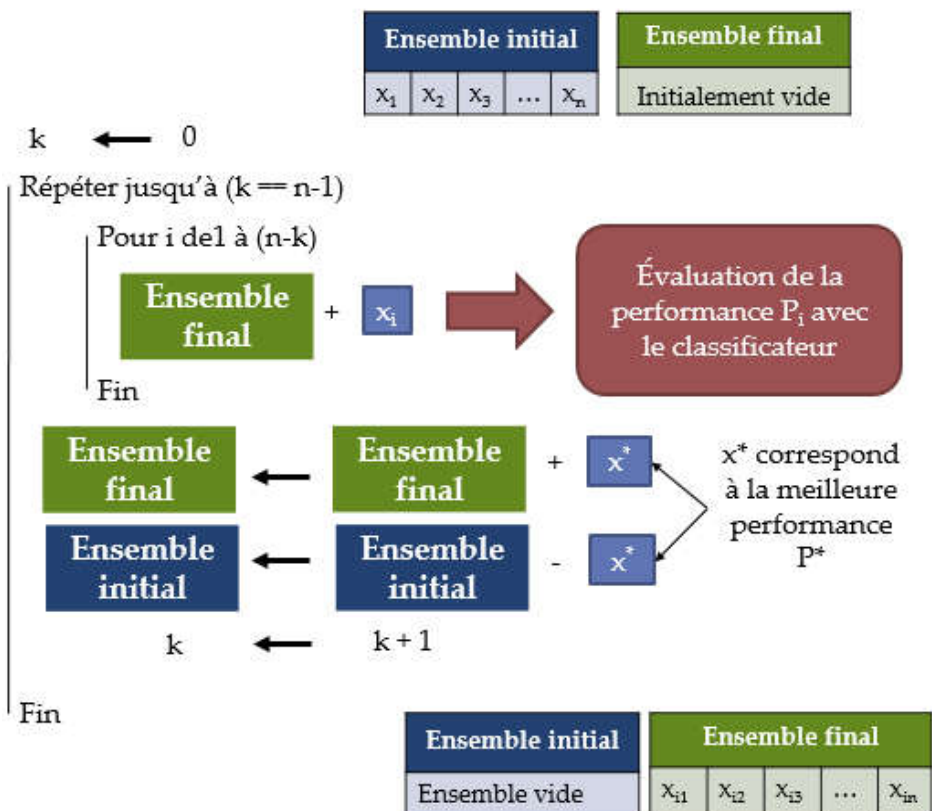 Ensemble initial Ensemble final
x1 x2 x3 ... xn Initialement vide
k ← 0
Répéter jusqu'à (k == n-1)
Pour i de1 à (n-k)
Ensemble
final
+ xi
Évaluation de la
performance Pi avec
le classificateur
Fin
Ensemble
final
←
Ensemble
final
+ x*
x* correspond
à la meilleure
performance
P*
Ensemble
initial
←
Ensemble
initial
- x*
k ← k + 1
Fin
Ensemble initial Ensemble final
Ensemble vide xi1 xi2 xi3 ... xin